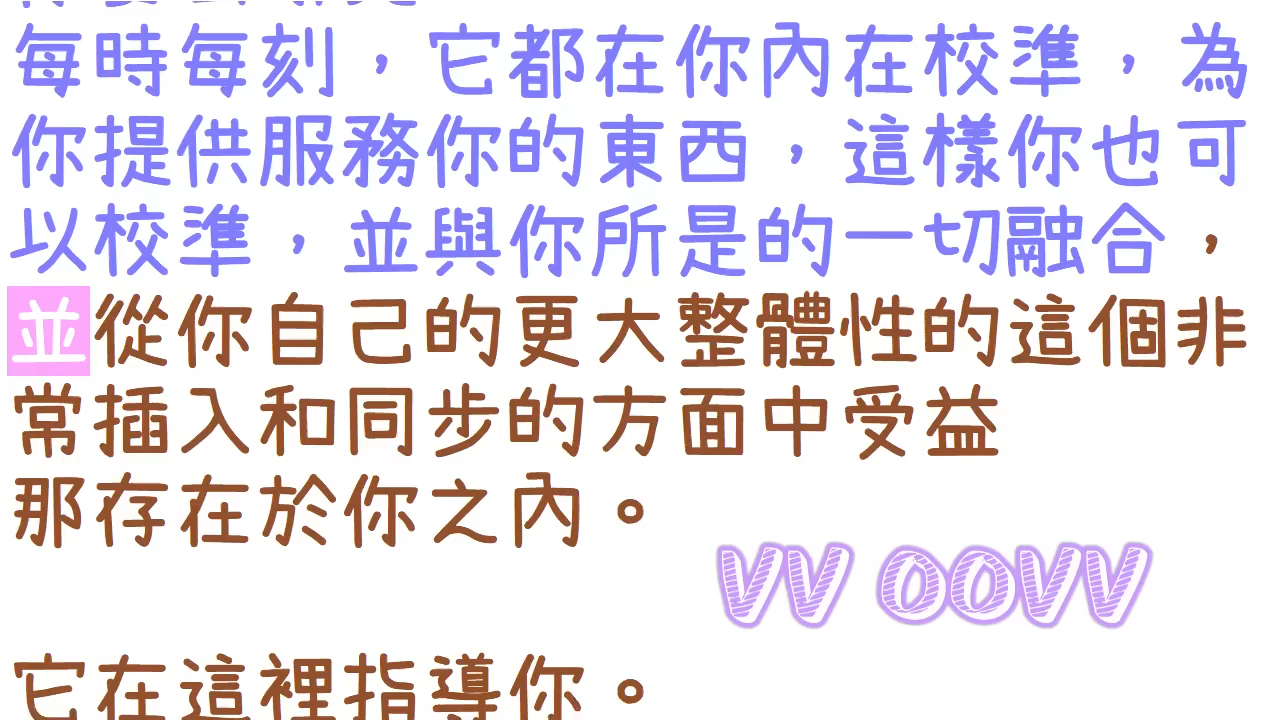 每時每刻，它都在你內在校準，為
你提供服務你的東西，這樣你也可
以校準，並與你所是的一切融合，
並從你自己的更大整體性的這個非
常插入和同步的方面中受益
那存在於你之內。
VV OOVV
它在這裡指導你。